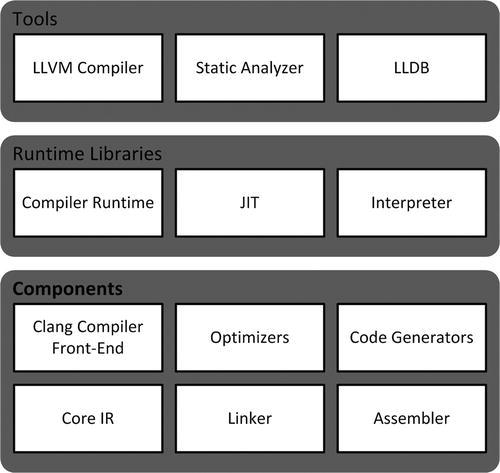 Tools
LLVM Compiler
Static Analyzer
LLDB
Runtime Libraries
Compiler Runtime
JIT
Interpreter
Components
Clang Compiler
Front-End
Optimizers
Code Generators
Core IR
Linker
Assembler